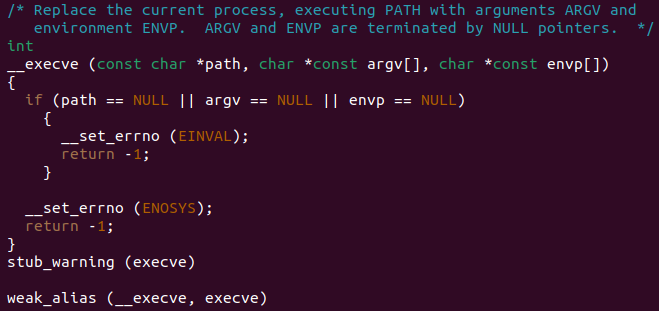 /* Replace the current process, executing PATH with arguments ARGV and
   environment ENVP.  ARGV and ENVP are terminated by NULL pointers.  */
int
__execve (const char *path, char *const argv[], char *const envp[])
{
  if (path == NULL || argv == NULL || envp == NULL)
    {
      __set_errno (EINVAL);
      return -1;
    }

  __set_errno (ENOSYS);
  return -1;
}
stub_warning (execve)

weak_alias (__execve, execve)